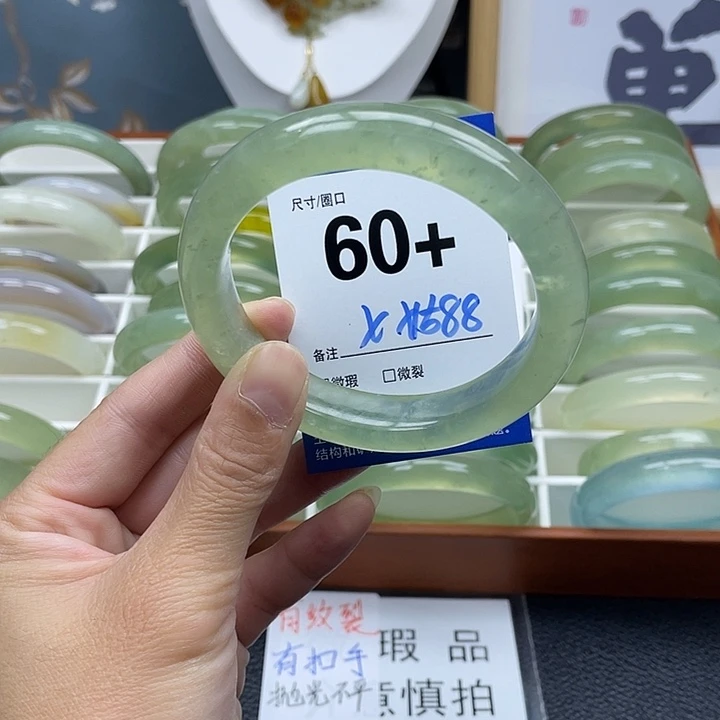 尺寸/圈口
60+
备注
微瑕 □微裂
结构和
有纹裂
有扣手
抛光不平
瑕 品
慎拍